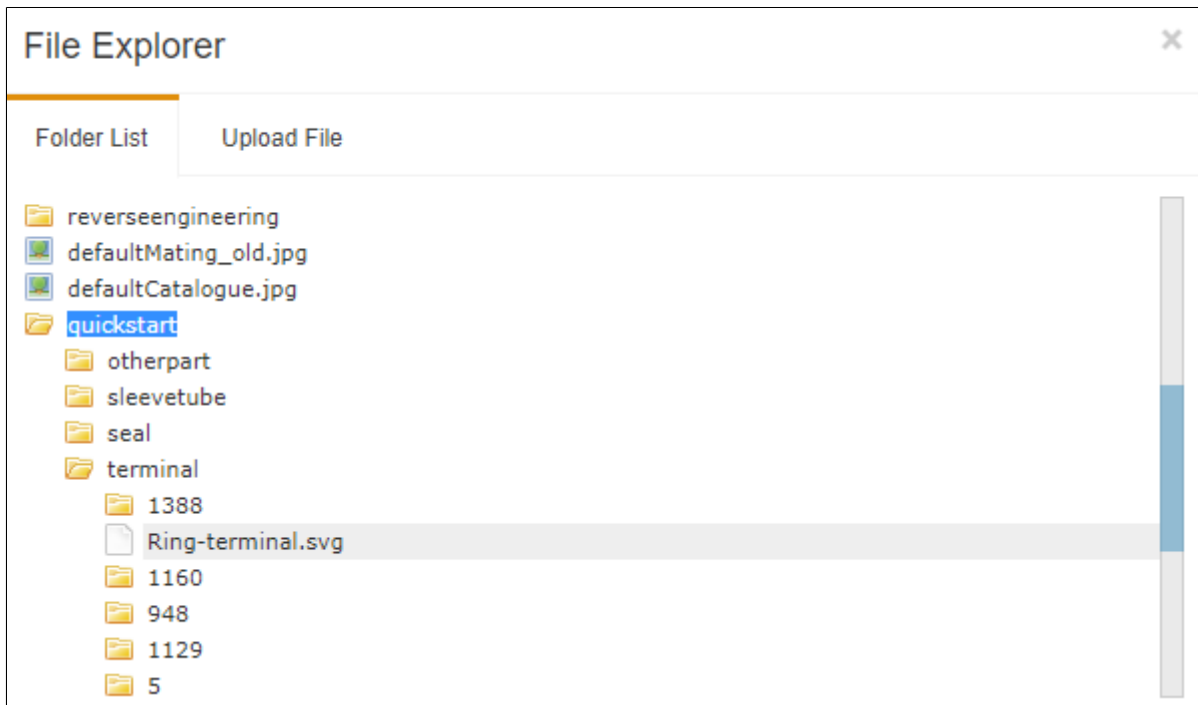 File Explorer
Folder List Upload File
reverseengineering
defaultMating_old.jpg
defaultCatalogue.jpg
quickstart
otherpart
sleevetube
seal
terminal
1388
Ring-terminal.svg
1160
948
1129
5